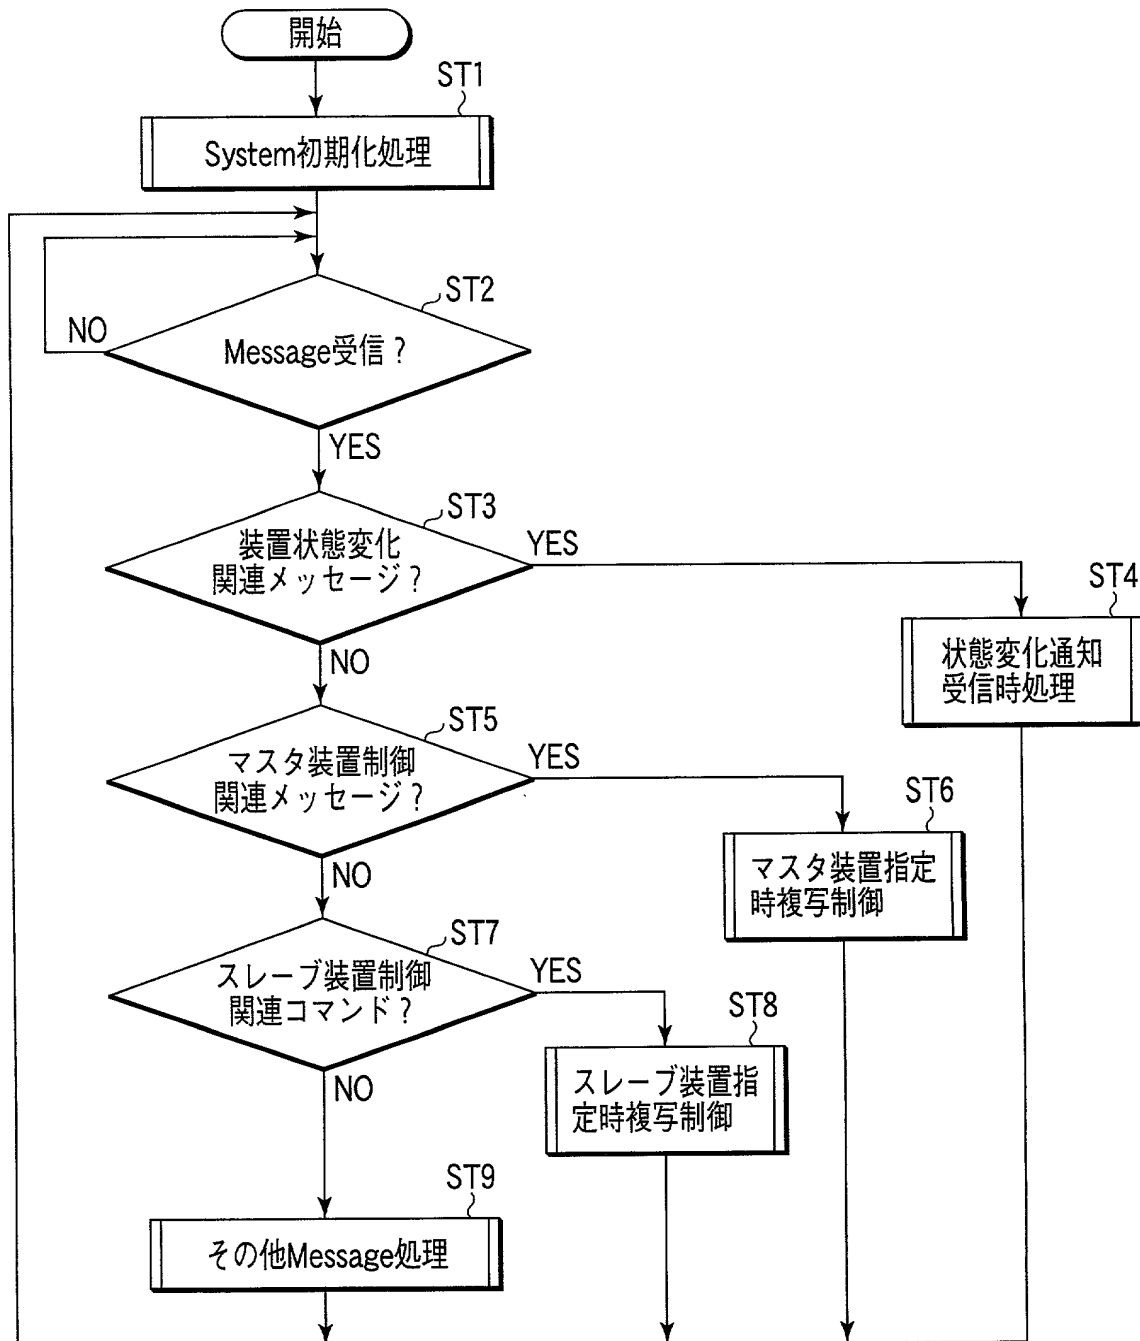 開始
ST1
System初期化処理
ST2
NO
Message受信?
YES
ST3
装置状態変化
関連メッセージ?
YES
ST4
状態変化通知
受信時処理
NO
ST5
マスタ装置制御
関連メッセージ?
YES
ST6
マスタ装置指定
時複写制御
NO
ST7
スレーブ装置制御
関連コマンド?
YES
ST8
スレーブ装置指
定時複写制御
NO
ST9
その他Message処理